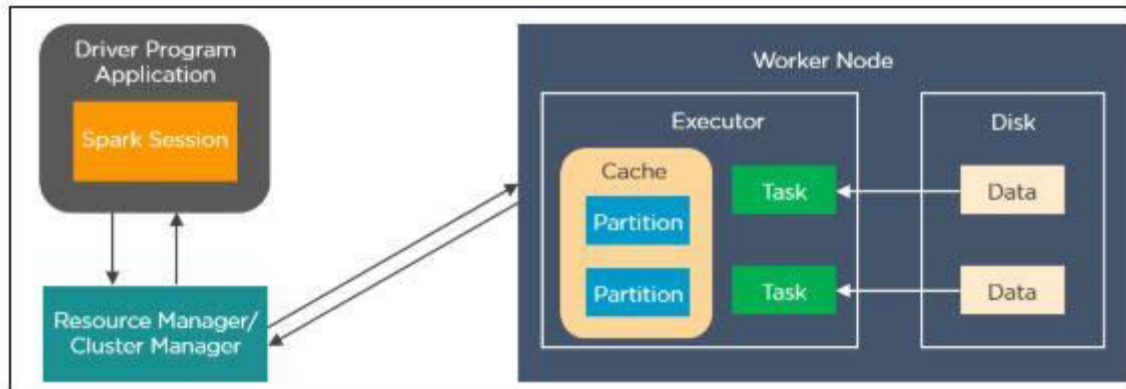 Driver Program
Application
Spark Session
Resource Manager/
Cluster Manager
Worker Node
Executor
Cache
Partition
Partition
Task
Task
Disk
Data
Data